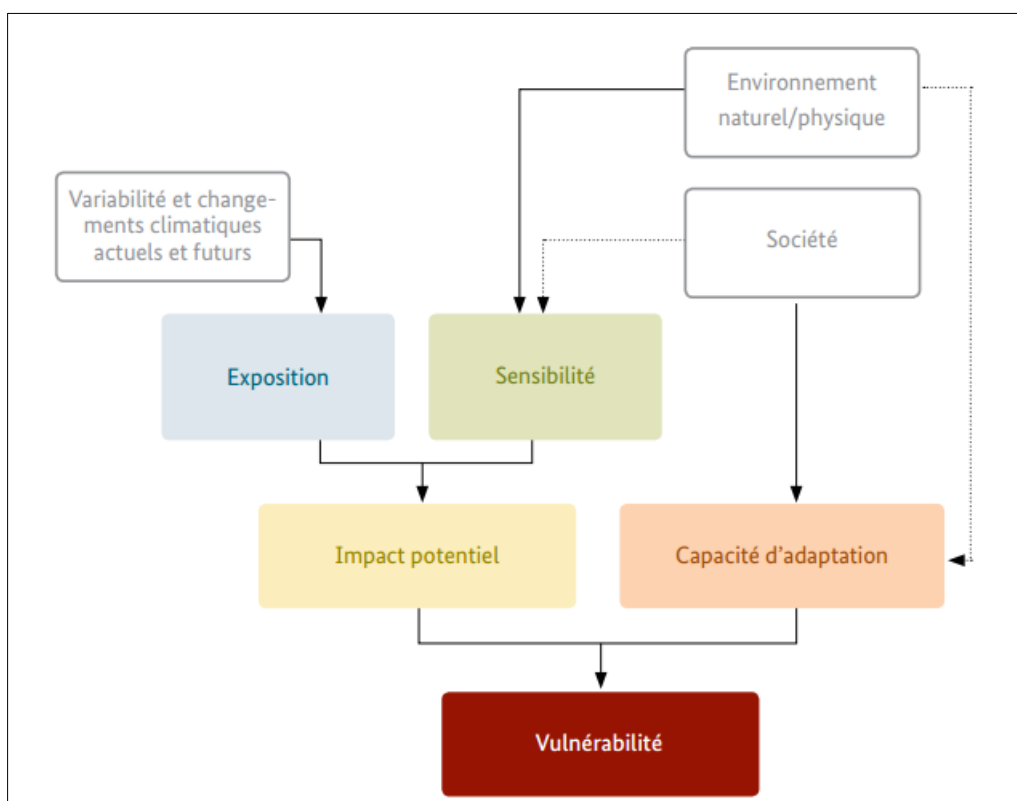 Environnement
naturel/physique
Variabilité et change-
ments climatiques
actuels et futurs
Société
Exposition
Sensibilité
Impact potentiel
Capacité d’adaptation
Vulnérabilité